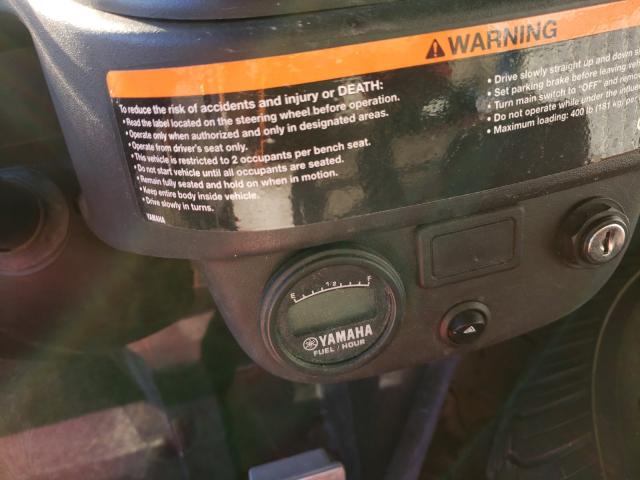 WARNING
To reduce the risk of accidents and injury or DEATH:
• Read the label located on the steering wheel before operation.
• Operate only when authorized and only in designated areas.
• Operate from driver's seat only.
• This vehicle is restricted to 2 occupants per bench seat.
• Do not start vehicle until all occupants are seated.
• Remain fully seated and hold on when in motion.
• Keep entire body inside vehicle.
• Drive slowly in turns.
YAMAHA
• Drive slowly straight up and down
• Set parking brake before leaving
• Turn main switch to "OFF" and
• Do not operate while under the
• Maximum loading: 400 lb (181 kg)
E 1/2 F
YAMAHA
FUEL / HOUR